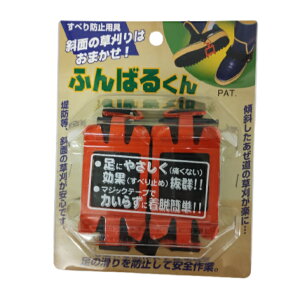 すべり防止用具
斜面の草刈りは
おまかせ!
ふんばるくん
PAT.
堤防等、斜面の草刈が安心です。
傾斜したあぜ道の草刈が楽に…
●足にやさしく(痛くない)
効果(すべり止め)抜群!!
●マジックテープで
力いらずに着脱簡単!!
足の滑りを防止して安全作業。